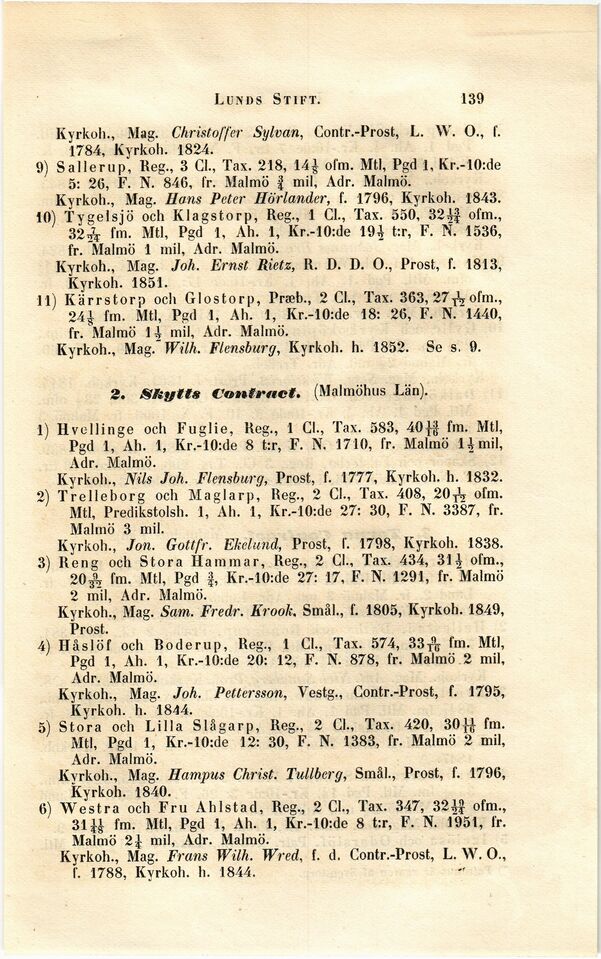 LUNDS STIFT. 139
Kyrkoh., Mag. Christoffer Sylvan, Contr.-Prost, L. W. O., f.
1784, Kyrkoh. 1824.
9) Sallerup, Reg., 3 Cl., Tax. 218, 14⅛ ofm. Mtl, Pgd 1, Kr.-10:de
5: 26, F. N. 846, fr. Malmö ¾ mil, Adr. Malmö.
Kyrkoh., Mag. Hans Peter Hörlander, f. 1796, Kyrkoh. 1843.
10) Tygelsjö och Klagstorp, Reg., 1 Cl., Tax. 550, 32 13/24 ofm.,
32 7/24 fm. Mtl, Pgd 1, Ah. 1, Kr.-10:de 19½ t:r, F. N. 1536,
fr. Malmö 1 mil, Adr. Malmö.
Kyrkoh., Mag. Joh. Ernst Rietz, R. D. D. O., Prost, f. 1813,
Kyrkoh. 1851.
11) Kärrstorp och Glostorp, Præb., 2 Cl., Tax. 363, 27 1/12 ofm.,
24⅛ fm. Mtl, Pgd 1, Ah. 1, Kr.-10:de 18: 26, F. N. 1440,
fr. Malmö 1½ mil, Adr. Malmö.
Kyrkoh., Mag. Wilh. Flensburg, Kyrkoh. h. 1852. Se s. 9.
2. Skytts Contract. (Malmöhus Län).
1) Hvellinge och Fuglie, Reg., 1 Cl., Tax. 583, 40 13/16 fm. Mtl,
Pgd 1, Ah. 1, Kr.-10:de 8 t:r, F. N. 1710, fr. Malmö 1½ mil,
Adr. Malmö.
Kyrkoh., Nils Joh. Flensburg, Prost, f. 1777, Kyrkoh. h. 1832.
2) Trelleborg och Maglarp, Reg., 2 Cl., Tax. 408, 20 1/12 ofm.
Mtl, Predikstolsh. 1, Ah. 1, Kr.-10:de 27: 30, F. N. 3387, fr.
Malmö 3 mil.
Kyrkoh., Jon. Gottfr. Ekelund, Prost, f. 1798, Kyrkoh. 1838.
3) Reng och Stora Hammar, Reg., 2 Cl., Tax. 434, 31½ ofm.,
20 9/32 fm. Mtl, Pgd ¾, Kr.-10:de 27: 17, F. N. 1291, fr. Malmö
2 mil, Adr. Malmö.
Kyrkoh., Mag. Sam. Fredr. Krook, Smål., f. 1805, Kyrkoh. 1849,
Prost.
4) Håslöf och Boderup, Reg., 1 Cl., Tax. 574, 33 9/16 fm. Mtl,
Pgd 1, Ah. 1, Kr.-10:de 20: 12, F. N. 878, fr. Malmö 2 mil,
Adr. Malmö.
Kyrkoh., Mag. Joh. Pettersson, Vestg., Contr.-Prost, f. 1795,
Kyrkoh. h. 1844.
5) Stora och Lilla Slågarp, Reg., 2 Cl., Tax. 420, 30 11/16 fm.
Mtl, Pgd 1, Kr.-10:de 12: 30, F. N. 1383, fr. Malmö 2 mil,
Adr. Malmö.
Kyrkoh., Mag. Hampus Christ. Tullberg, Smål., Prost, f. 1796,
Kyrkoh. 1840.
6) Westra och Fru Ahlstad, Reg., 2 Cl., Tax. 347, ofm.,
fm. Mtl, Pgd 1, Ah. 1, Kr.-10:de 8 t:r, F. N. 1951, fr.
Malmö 2¼ mil, Adr. Malmö.
Kyrkoh., Mag. Frans Wilh. Wred, f. d. Contr.-Prost, L. W. O.,
f. 1788, Kyrkoh. h. 1844.